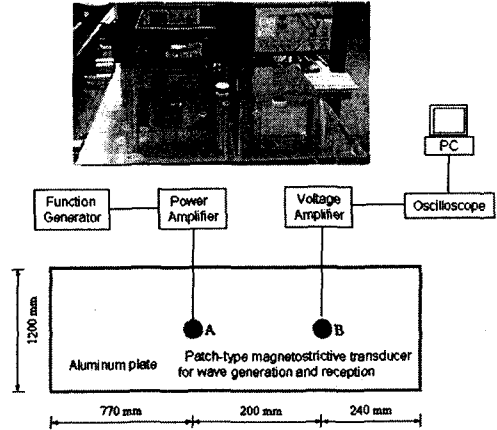 PC
Function
Generator
Power
Amplifier
Voltage
Amplifier
Oscilloscope
1200 mm
A
B
Aluminum plate
Patch-type magnetostrictive transducer
for wave generation and reception
770 mm
200 mm
240 mm